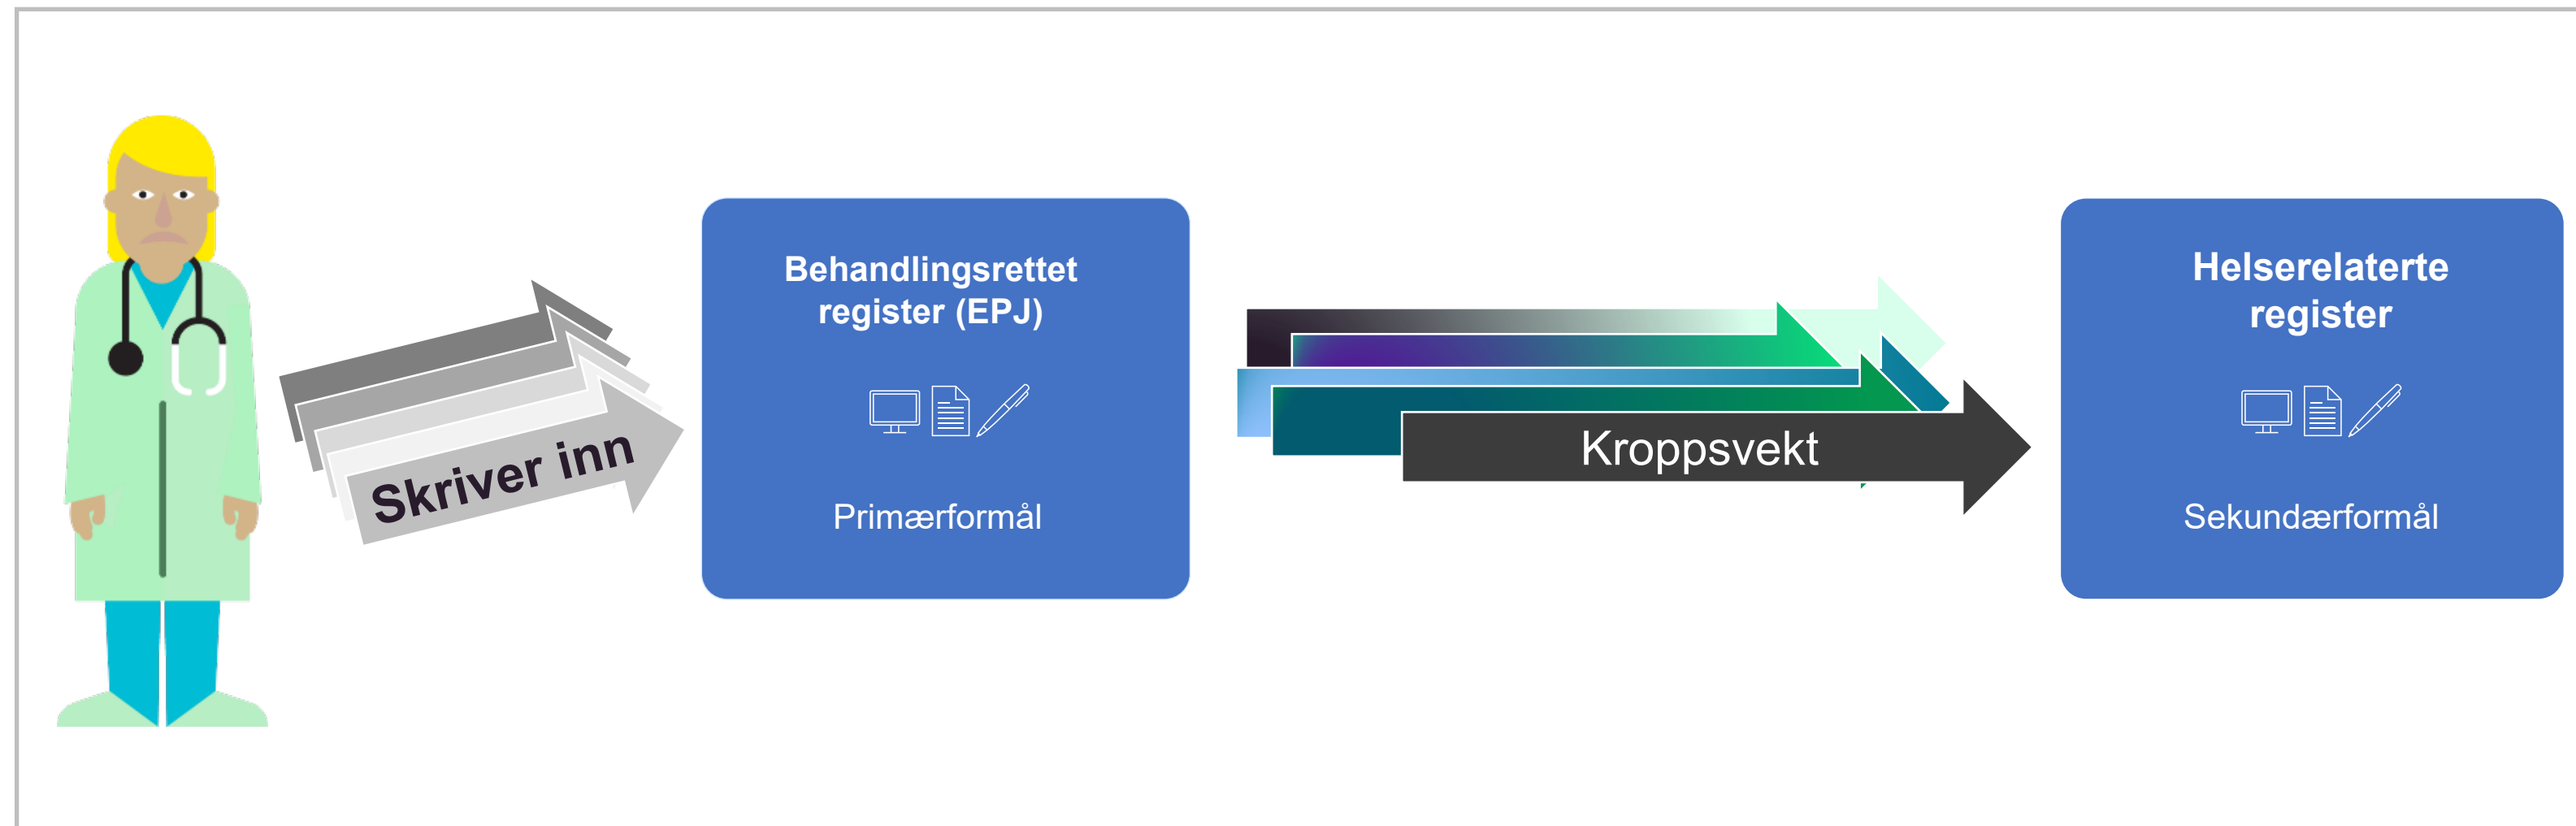 Skriver inn
Behandlingsrettet
register (EPJ)
Primærformål
Kroppsvekt
Helserelaterte
register
Sekundærformål